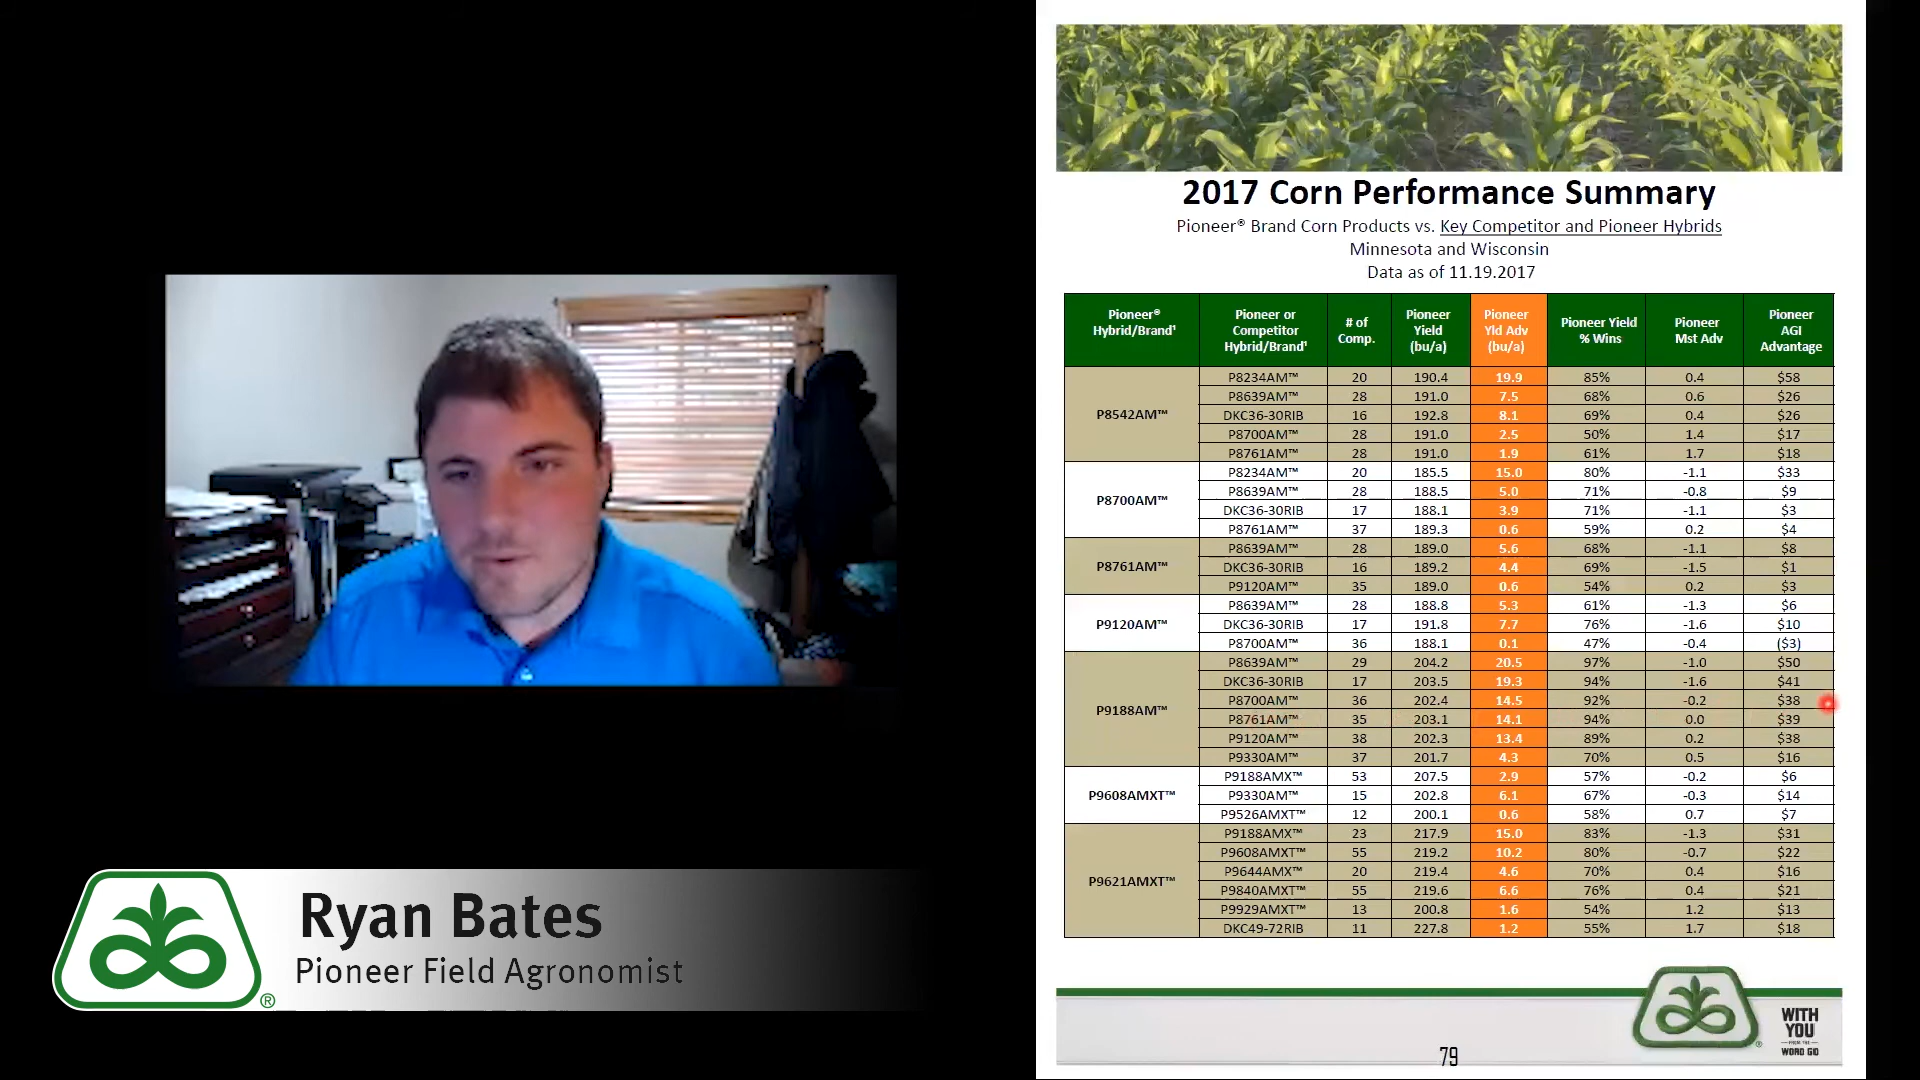 2017 Corn Performance Summary
Pioneer® Brand Corn Products vs. Key Competitor and Pioneer Hybrids
Minnesota and Wisconsin
Data as of 11.19.2017
Pioneer® Hybrid/Brand¹ Pioneer or Competitor Hybrid/Brand¹ # of Comp. Pioneer Yield (bu/a) Pioneer Yld Adv (bu/a) Pioneer Yield % Wins Pioneer Mst Adv Pioneer AGI Advantage
P8542AM™
P8234AM™ 20 190.4 19.9 85% 0.4 $58
P8639AM™ 28 191.0 7.5 68% 0.6 $26
DKC36-30RIB 16 192.8 8.1 69% 0.4 $26
P8700AM™ 28 191.0 2.5 50% 1.4 $17
P8761AM™ 28 191.0 1.9 61% 1.7 $18
P8700AM™
P8234AM™ 20 185.5 15.0 80% -1.1 $33
P8639AM™ 28 188.5 5.0 71% -0.8 $9
DKC36-30RIB 17 188.1 3.9 71% -1.1 $3
P8761AM™ 37 189.3 0.6 59% 0.2 $4
P8761AM™
P8639AM™ 28 189.0 5.6 68% -1.1 $8
DKC36-30RIB 16 189.2 4.4 69% -1.5 $1
P9120AM™ 35 189.0 0.6 54% 0.2 $3
P9120AM™
P8639AM™ 28 188.8 5.3 61% -1.3 $6
DKC36-30RIB 17 191.8 7.7 76% -1.6 $10
P8700AM™ 36 188.1 0.1 47% -0.4 ($3)
P9188AM™
P8639AM™ 29 204.2 20.5 97% -1.0 $50
DKC36-30RIB 17 203.5 19.3 94% -1.6 $41
P8700AM™ 36 202.4 14.5 92% -0.2 $38
P8761AM™ 35 203.1 14.1 94% 0.0 $39
P9120AM™ 38 202.3 13.4 89% 0.2 $38
P9330AM™ 37 201.7 4.3 70% 0.5 $16
P9608AMXT™
P9188AMX™ 53 207.5 2.9 57% -0.2 $6
P9330AM™ 15 202.8 6.1 67% -0.3 $14
P9526AMXT™ 12 200.1 0.6 58% 0.7 $7
P9621AMXT™
P9188AMX™ 23 217.9 15.0 83% -1.3 $31
P9608AMXT™ 55 219.2 10.2 80% -0.7 $22
P9644AMX™ 20 219.4 4.6 70% 0.4 $16
P9840AMXT™ 55 219.6 6.6 76% 0.4 $21
P9929AMXT™ 13 200.8 1.6 54% 1.2 $13
DKC49-72RIB 11 227.8 1.2 55% 1.7 $18
Ryan Bates
Pioneer Field Agronomist
®
WITH
YOU
FROM THE
WORD GO
79